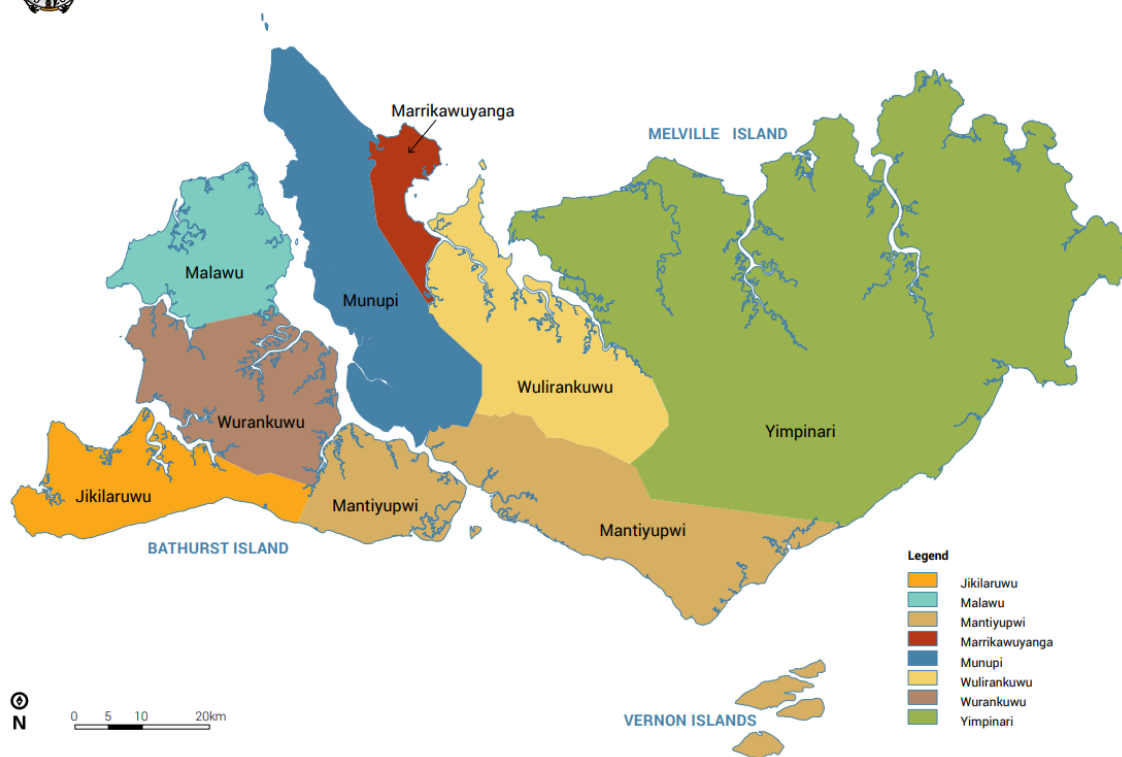 Marrikawuyanga
MELVILLE ISLAND
Malawu
Munupi
Wulirankuwu
Wurankuwu
Yimpinari
Jikilaruwu
Mantiyupwi
Mantiyupwi
BATHURST ISLAND
Legend
Jikilaruwu
Malawu
Mantiyupwi
Marrikawuyanga
Munupi
Wulirankuwu
Wurankuwu
Yimpinari
N
0 5 10 20km
VERNON ISLANDS